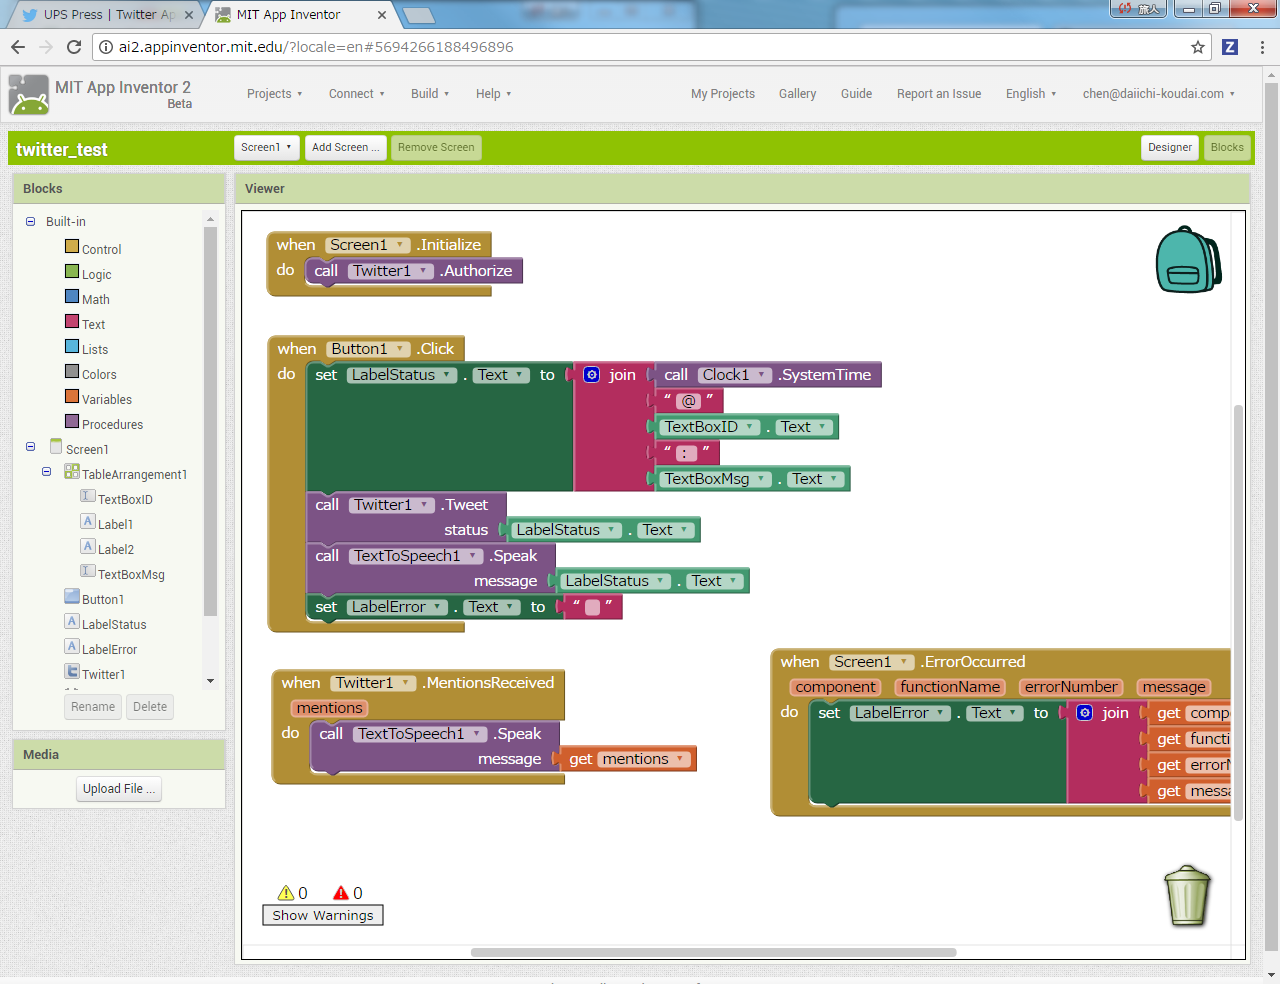 UPS Press | Twitter Ap
MIT App Inventor
旅人
ai2.appinventor.mit.edu/?locale=en#5694266188496896
MIT App Inventor 2
Beta
Projects
Connect
Build
Help
My Projects
Gallery
Guide
Report an Issue
English
chen@daiichi-koudai.com
twitter_test
Screen1
Add Screen ...
Remove Screen
Designer
Blocks
Blocks
Built-in
Control
Logic
Math
Text
Lists
Colors
Variables
Procedures
Screen1
TableArrangement1
TextBoxID
Label1
Label2
TextBoxMsg
Button1
LabelStatus
LabelError
Twitter1
Rename
Delete
Media
Upload File ...
Viewer
when Screen1 .Initialize
do call Twitter1 .Authorize
when Button1 .Click
do set LabelStatus . Text to join call Clock1 .SystemTime
“ @ ”
TextBoxID . Text
“ : ”
TextBoxMsg . Text
call Twitter1 .Tweet
status LabelStatus . Text
call TextToSpeech1 .Speak
message LabelStatus . Text
set LabelError . Text to “ ”
when Twitter1 .MentionsReceived
mentions
do call TextToSpeech1 .Speak
message get mentions
when Screen1 .ErrorOccurred
component functionName errorNumber message
do set LabelError . Text to join get comp
get functi
get errorN
get messa
0 0
Show Warnings